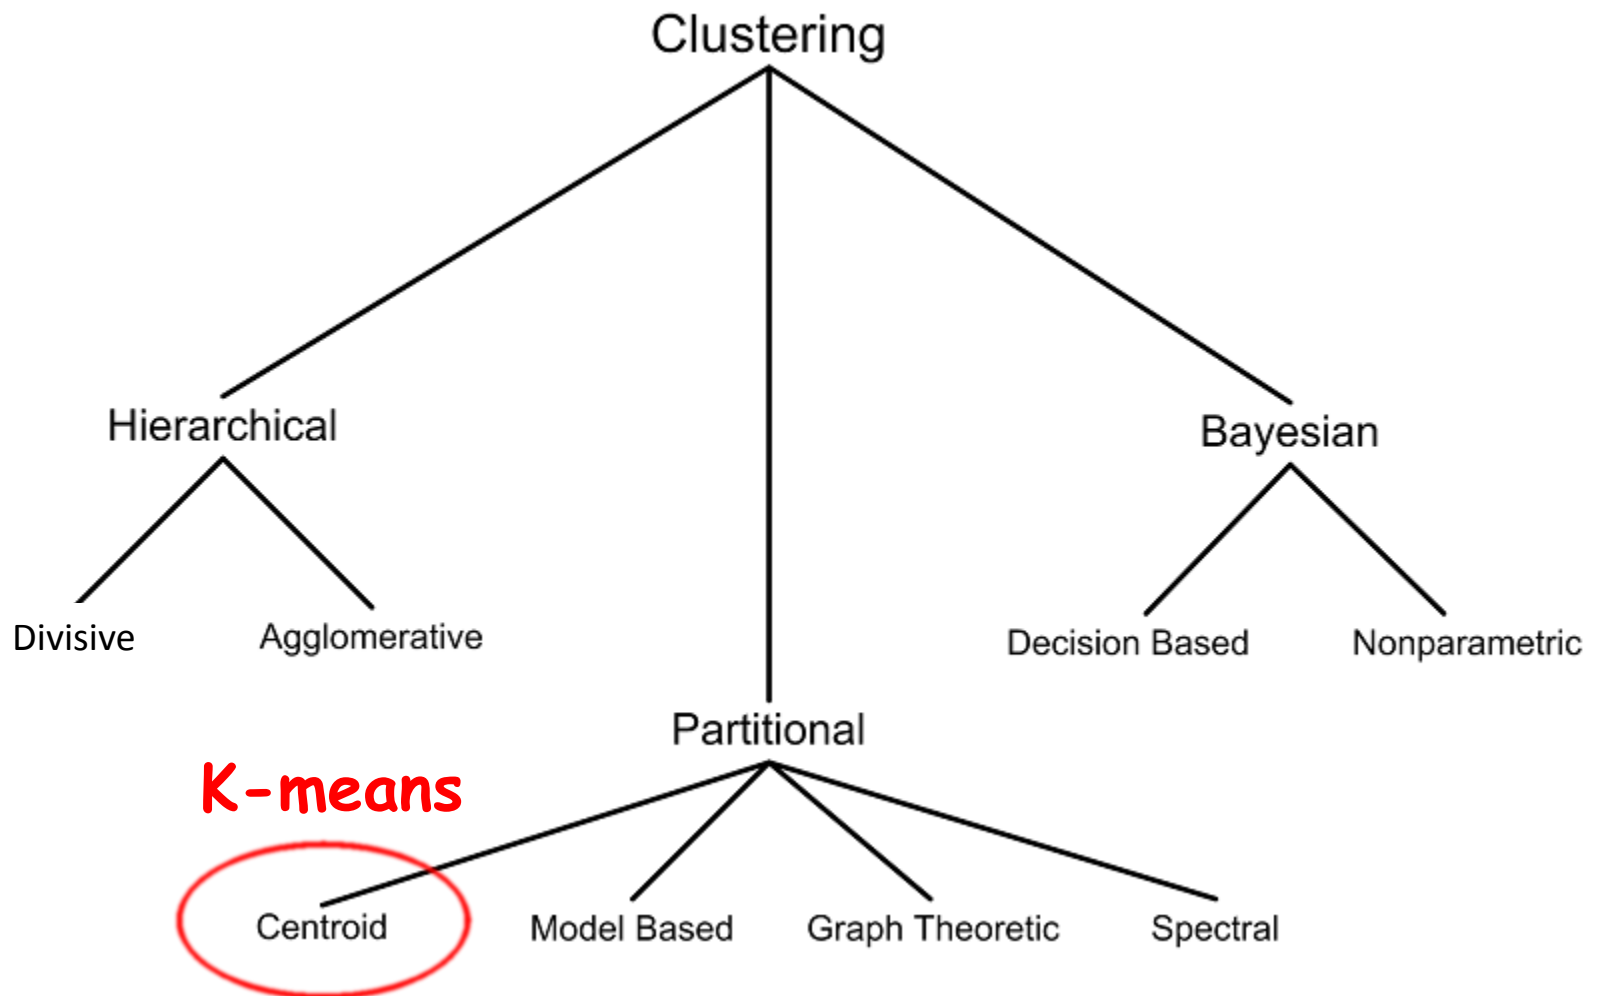 Clustering
Hierarchical
Bayesian
Divisive
Agglomerative
Decision Based
Nonparametric
Partitional
K-means
Centroid
Model Based
Graph Theoretic
Spectral